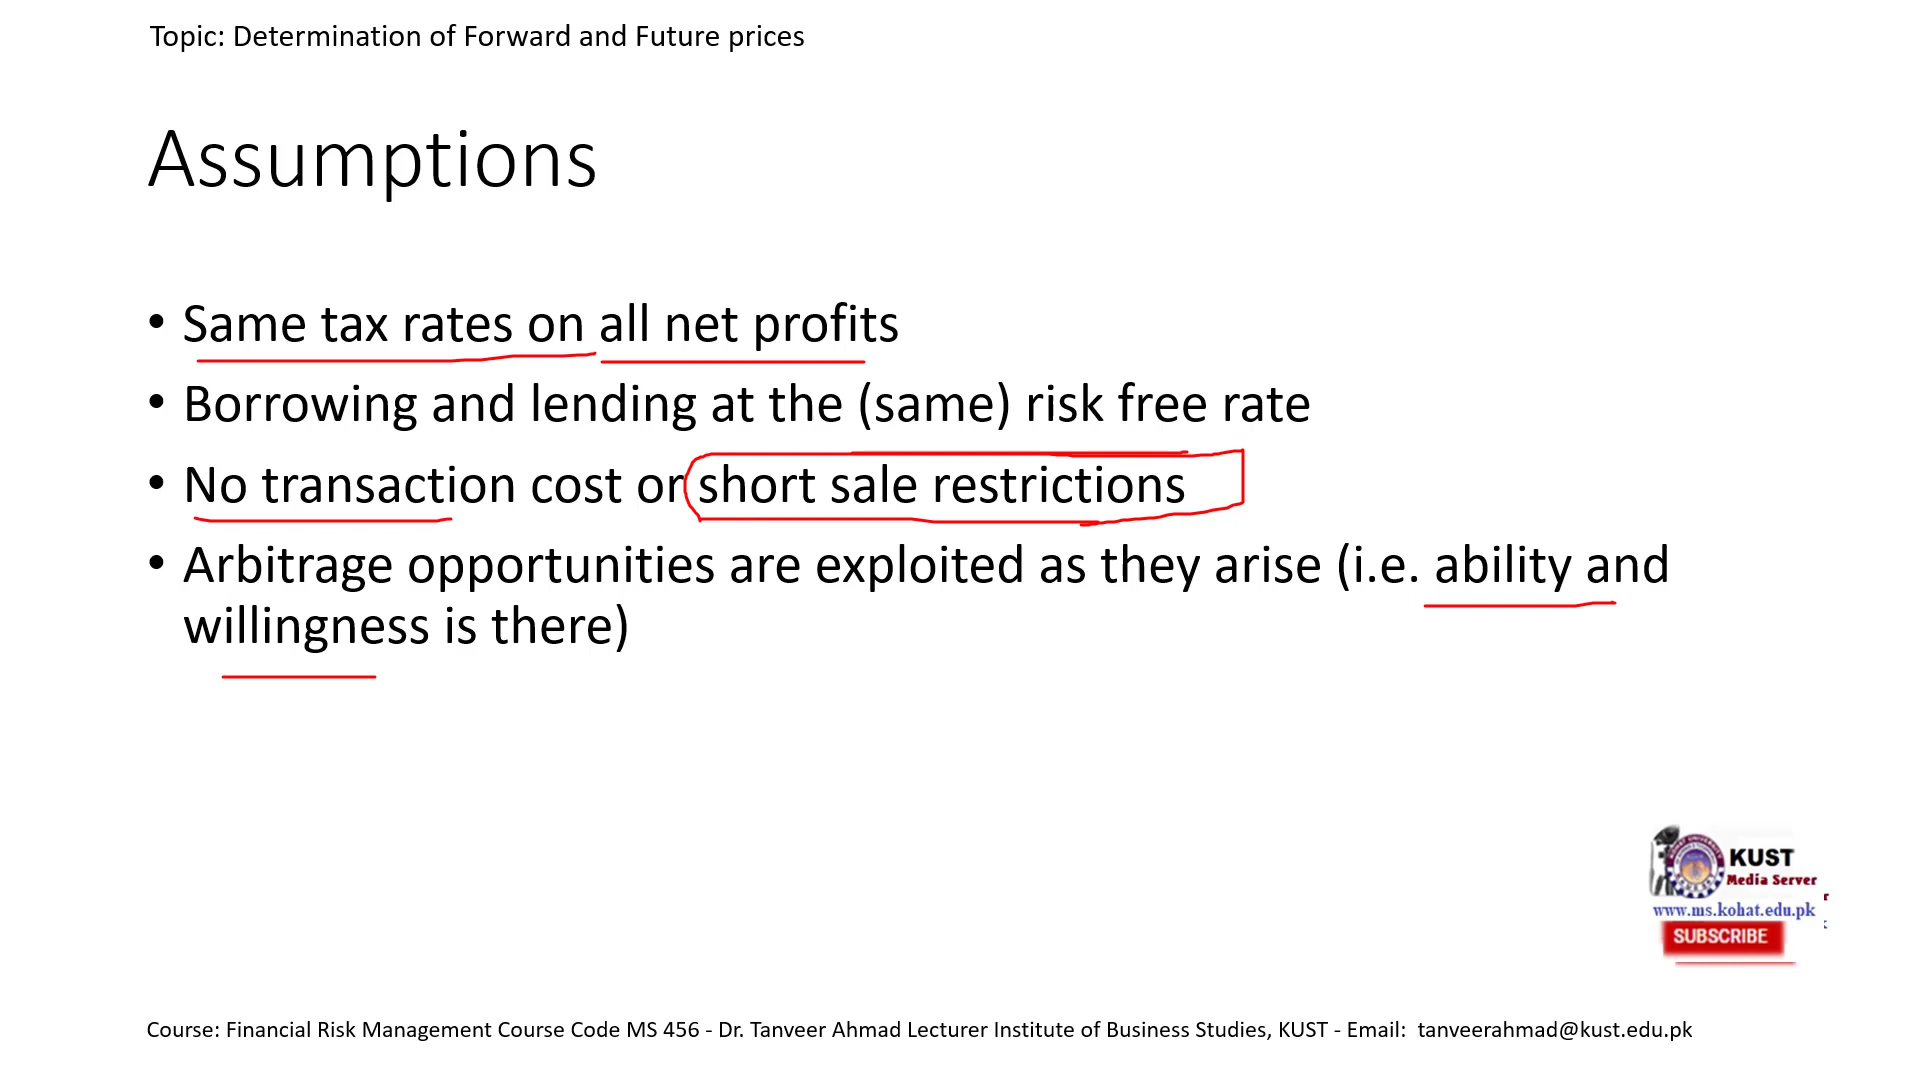 Topic: Determination of Forward and Future prices
Assumptions
• Same tax rates on all net profits
• Borrowing and lending at the (same) risk free rate
• No transaction cost or short sale restrictions
• Arbitrage opportunities are exploited as they arise (i.e. ability and
willingness is there)
KUST
Media Server
www.ms.kohat.edu.pk
SUBSCRIBE
Course: Financial Risk Management Course Code MS 456 - Dr. Tanveer Ahmad Lecturer Institute of Business Studies, KUST - Email: tanveerahmad@kust.edu.pk